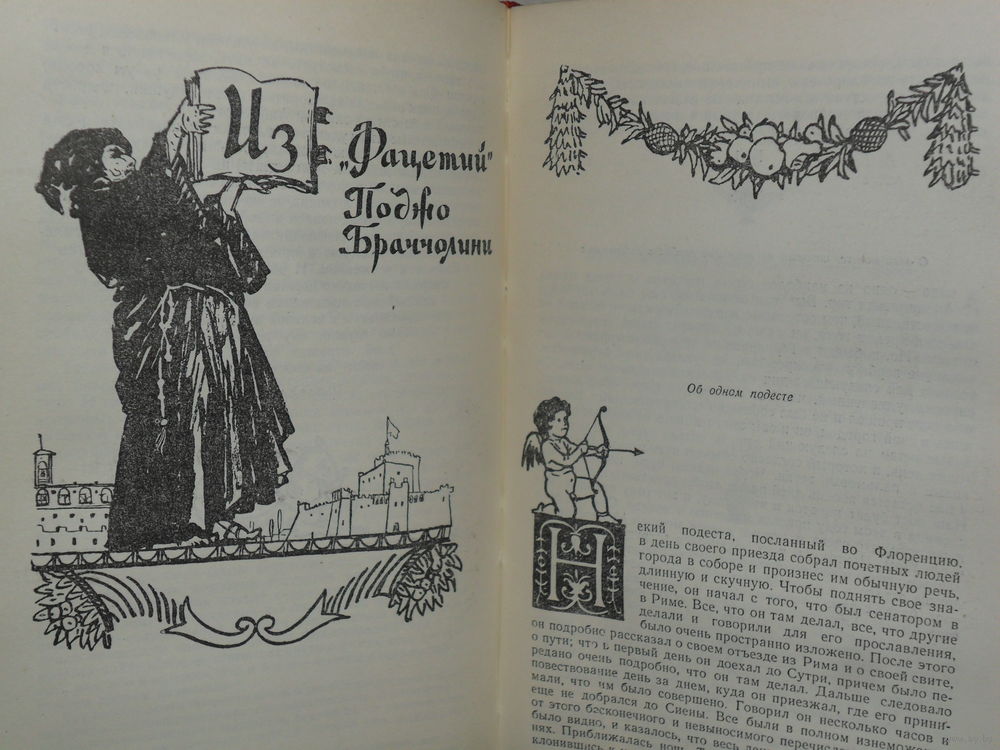 Из
„Фацетий"
Поджо
Браччолини
Об одном подесте
Некий подеста, посланный во Флоренцию,
в день своего приезда собрал почетных людей
города в соборе и произнес им обычную речь,
длинную и скучную. Чтобы поднять свое зна-
чение, он начал с того, что был сенатором в
в Риме. Все, что он там делал, все, что другие
делали и говорили для его прославления,
было очень пространно изложено. После этого
он подробно рассказал о своем отъезде из Рима и о своей свите,
о пути; что в первый день он доехал до Сутри, причем было пе-
редано очень подробно, что он там делал. Дальше следовало
повествование день за днем, куда он приезжал, где его прини-
мали, что им было совершено. Говорил он несколько часов и
еще не добрался до Сиены. Все были в полном изнеможении
от этого бесконечного и невыносимого
было видно, и казалось, что весь
нях. Приближалась ночь.